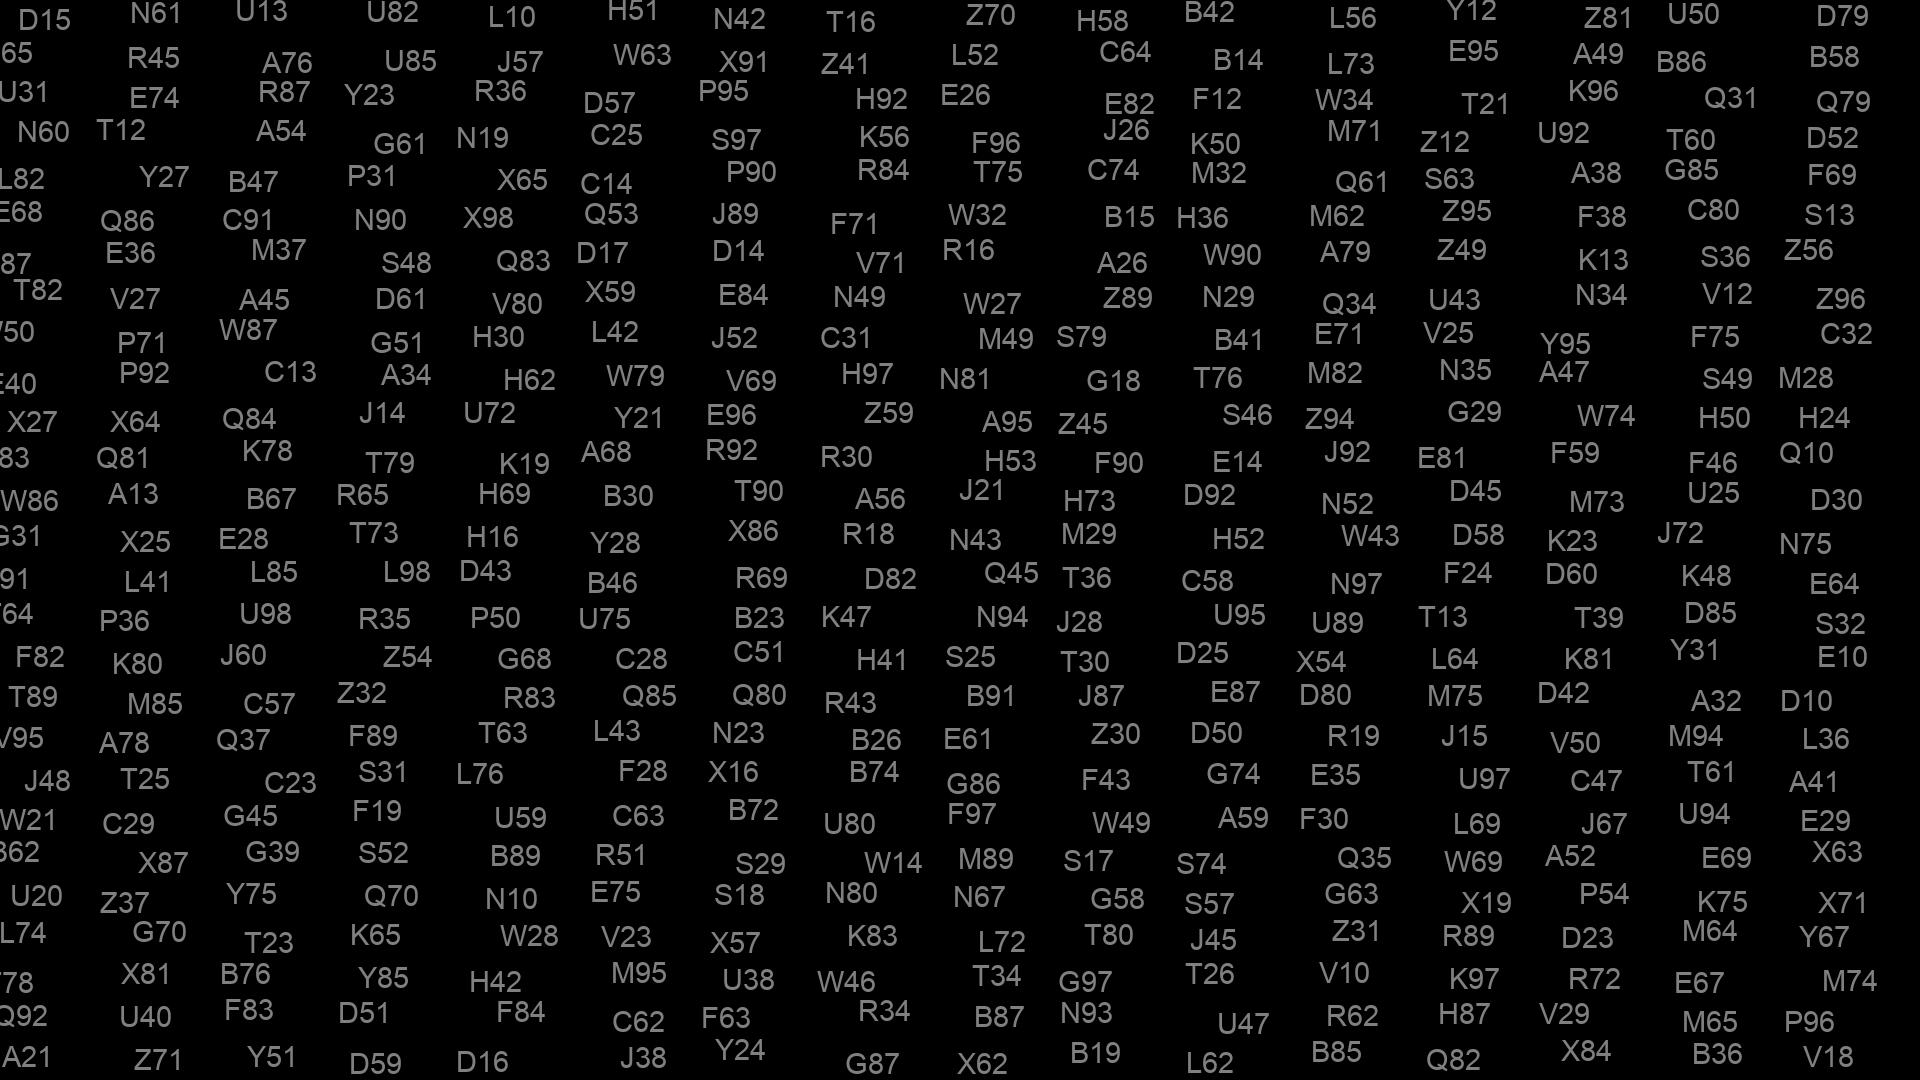 D15 N61 U13 U82 L10 H51 N42 T16 Z70 H58 B42 L56 Y12 Z81 U50 D79
65 R45 A76 U85 J57 W63 X91 Z41 L52 C64 B14 L73 E95 A49 B86 B58
U31 E74 R87 Y23 R36 D57 P95 H92 E26 E82 F12 W34 T21 K96 Q31 Q79
N60 T12 A54 G61 N19 C25 S97 K56 F96 J26 K50 M71 Z12 U92 T60 D52
L82 Y27 B47 P31 X65 C14 P90 R84 T75 C74 M32 Q61 S63 A38 G85 F69
E68 Q86 C91 N90 X98 Q53 J89 F71 W32 B15 H36 M62 Z95 F38 C80 S13
87 E36 M37 S48 Q83 D17 D14 V71 R16 A26 W90 A79 Z49 K13 S36 Z56
T82 V27 A45 D61 V80 X59 E84 N49 W27 Z89 N29 Q34 U43 N34 V12 Z96
50 P71 W87 G51 H30 L42 J52 C31 M49 S79 B41 E71 V25 Y95 F75 C32
E40 P92 C13 A34 H62 W79 V69 H97 N81 G18 T76 M82 N35 A47 S49 M28
X27 X64 Q84 J14 U72 Y21 E96 Z59 A95 Z45 S46 Z94 G29 W74 H50 H24
83 Q81 K78 T79 K19 A68 R92 R30 H53 F90 E14 J92 E81 F59 F46 Q10
W86 A13 B67 R65 H69 B30 T90 A56 J21 H73 D92 N52 D45 M73 U25 D30
G31 X25 E28 T73 H16 Y28 X86 R18 N43 M29 H52 W43 D58 K23 J72 N75
91 L41 L85 L98 D43 B46 R69 D82 Q45 T36 C58 N97 F24 D60 K48 E64
64 P36 U98 R35 P50 U75 B23 K47 N94 J28 U95 U89 T13 T39 D85 S32
F82 K80 J60 Z54 G68 C28 C51 H41 S25 T30 D25 X54 L64 K81 Y31 E10
T89 M85 C57 Z32 R83 Q85 Q80 R43 B91 J87 E87 D80 M75 D42 A32 D10
V95 A78 Q37 F89 T63 L43 N23 B26 E61 Z30 D50 R19 J15 V50 M94 L36
J48 T25 C23 S31 L76 F28 X16 B74 G86 F43 G74 E35 U97 C47 T61 A41
W21 C29 G45 F19 U59 C63 B72 U80 F97 W49 A59 F30 L69 J67 U94 E29
B62 X87 G39 S52 B89 R51 S29 W14 M89 S17 S74 Q35 W69 A52 E69 X63
U20 Z37 Y75 Q70 N10 E75 S18 N80 N67 G58 S57 G63 X19 P54 K75 X71
L74 G70 T23 K65 W28 V23 X57 K83 L72 T80 J45 Z31 R89 D23 M64 Y67
78 X81 B76 Y85 H42 M95 U38 W46 T34 G97 T26 V10 K97 R72 E67 M74
Q92 U40 F83 D51 F84 C62 F63 R34 B87 N93 U47 R62 H87 V29 M65 P96
A21 Z71 Y51 D59 D16 J38 Y24 G87 X62 B19 L62 B85 Q82 X84 B36 V18